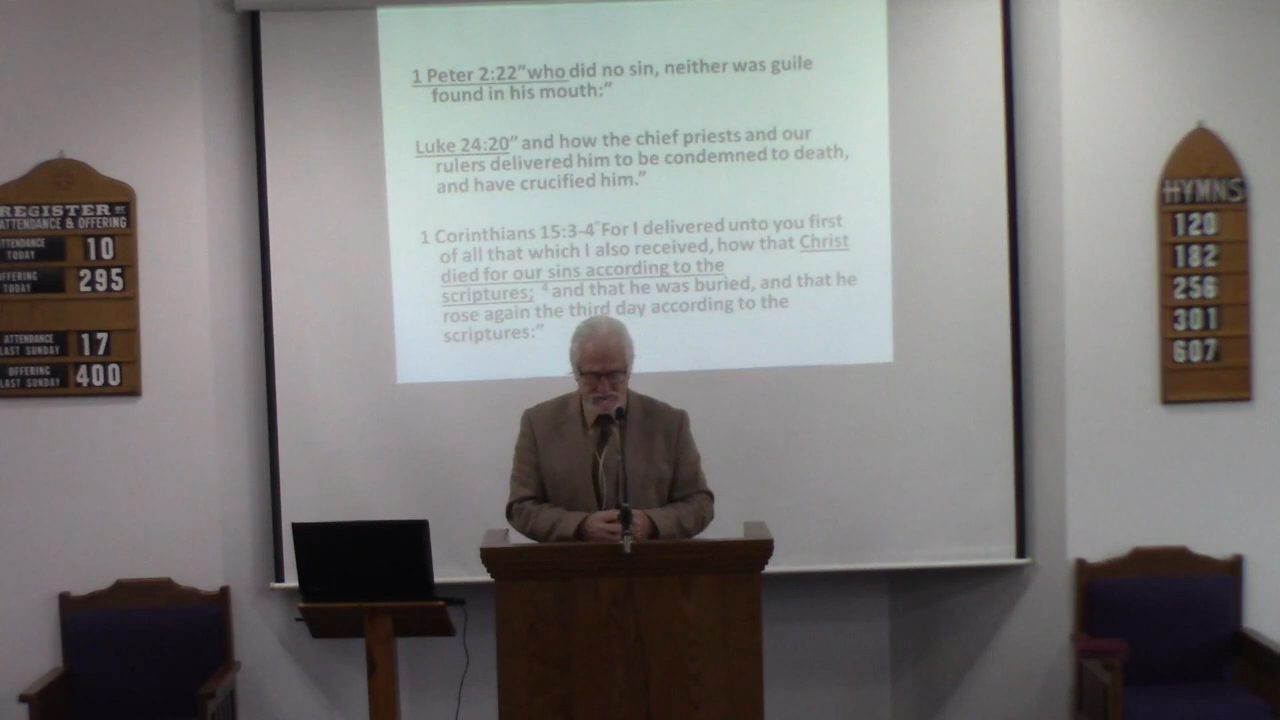 1 Peter 2:22"who did no sin, neither was guile
found in his mouth:"
Luke 24:20" and how the chief priests and our
rulers delivered him to be condemned to death,
and have crucified him."
1 Corinthians 15:3-4"For I delivered unto you first
of all that which I also received, how that Christ
died for our sins according to the
scriptures; 4 and that he was buried, and that he
rose again the third day according to the
scriptures:"
REGISTER OF
ATTENDANCE & OFFERING
ATTENDANCE
TODAY 10
OFFERING
TODAY 295
ATTENDANCE
LAST SUNDAY 17
OFFERING
LAST SUNDAY 400
HYMNS
120
182
256
301
607